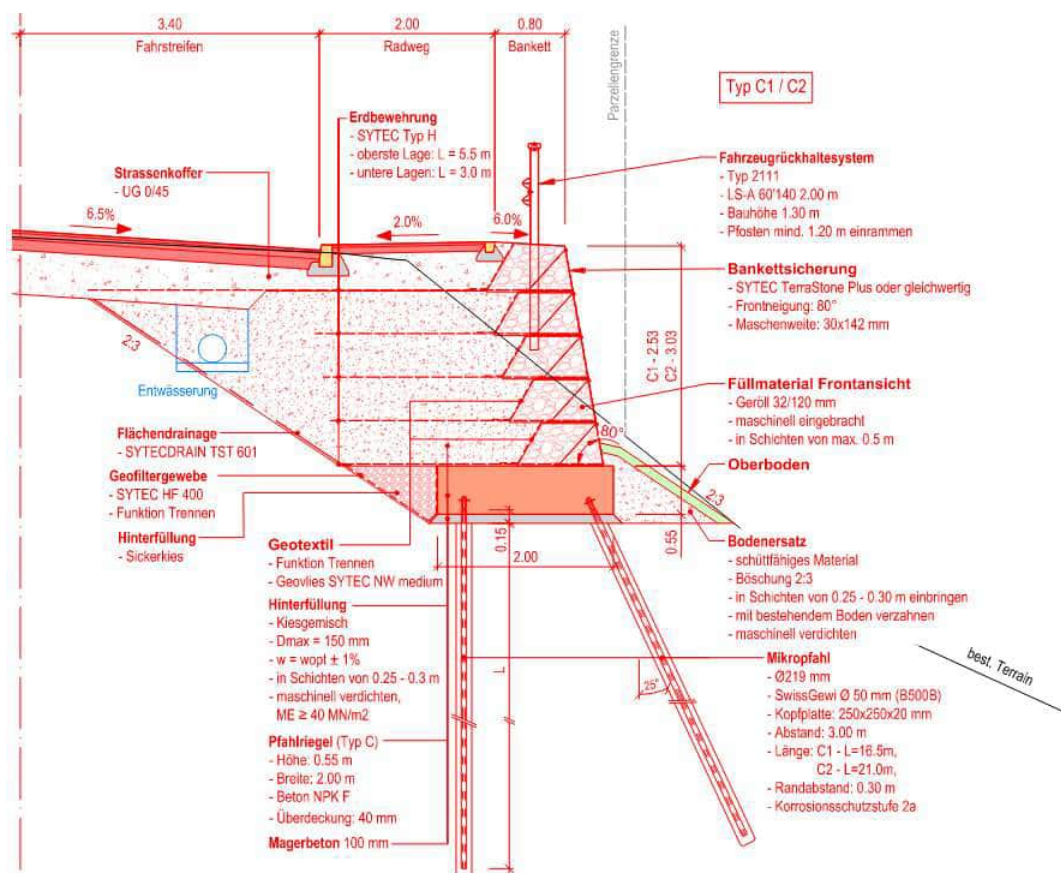 3.40
2.00
0.80
Fahrstreifen
Radweg
Bankett
Parzellengrenze
Typ C1 / C2
Erdbewehrung
- SYTEC Typ H
- oberste Lage: L = 5.5 m
- untere Lagen: L = 3.0 m
Strassenkoffer
- UG 0/45
6.5%
2.0%
6.0%
Fahrzeugrückhaltesystem
- Typ 2111
- LS-A 60'140 2.00 m
- Bauhöhe 1.30 m
- Pfosten mind. 1.20 m einrammen
Bankettsicherung
- SYTEC TerraStone Plus oder gleichwertig
- Frontneigung: 80°
- Maschenweite: 30x142 mm
C1 - 2.53
C2 - 3.03
2:3
Entwässerung
Füllmaterial Frontansicht
- Geröll 32/120 mm
- maschinell eingebracht
- in Schichten von max. 0.5 m
80°
Flächendrainage
- SYTECDRAIN TST 601
Oberboden
2:3
Geofiltergewebe
- SYTEC HF 400
- Funktion Trennen
Hinterfüllung
- Sickerkies
Geotextil
- Funktion Trennen
- Geovlies SYTEC NW medium
0.15
2.00
0.55
Bodenersatz
- schüttfähiges Material
- Böschung 2:3
- in Schichten von 0.25 - 0.30 m einbringen
- mit bestehendem Boden verzahnen
- maschinell verdichten
Hinterfüllung
- Kiesgemisch
- Dmax = 150 mm
- w = wopt ± 1%
- in Schichten von 0.25 - 0.3 m
- maschinell verdichten,
ME ≥ 40 MN/m2
L
25°
best. Terrain
Mikropfahl
- Ø219 mm
- SwissGewi Ø 50 mm (B500B)
- Kopfplatte: 250x250x20 mm
- Abstand: 3.00 m
- Länge: C1 - L=16.5m,
C2 - L=21.0m,
- Randabstand: 0.30 m
- Korrosionsschutzstufe 2a
Pfahlriegel (Typ C)
- Höhe: 0.55 m
- Breite: 2.00 m
- Beton NPK F
- Überdeckung: 40 mm
Magerbeton 100 mm